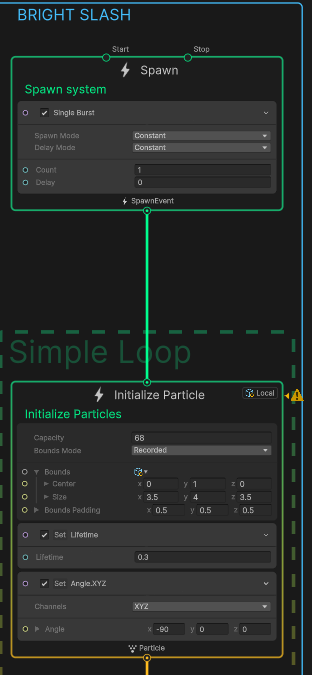 BRIGHT SLASH
Start Stop
Spawn
Spawn system
Single Burst
Spawn Mode Constant
Delay Mode Constant
Count 1
Delay 0
SpawnEvent
Simple Loop
Initialize Particle Local
Initialize Particles
Capacity 68
Bounds Mode Recorded
Bounds
Center x 0 y 1 z 0
Size x 3.5 y 4 z 3.5
Bounds Padding x 0.5 y 0.5 z 0.5
Set Lifetime
Lifetime 0.3
Set Angle.XYZ
Channels XYZ
Angle x -90 y 0 z 0
Particle